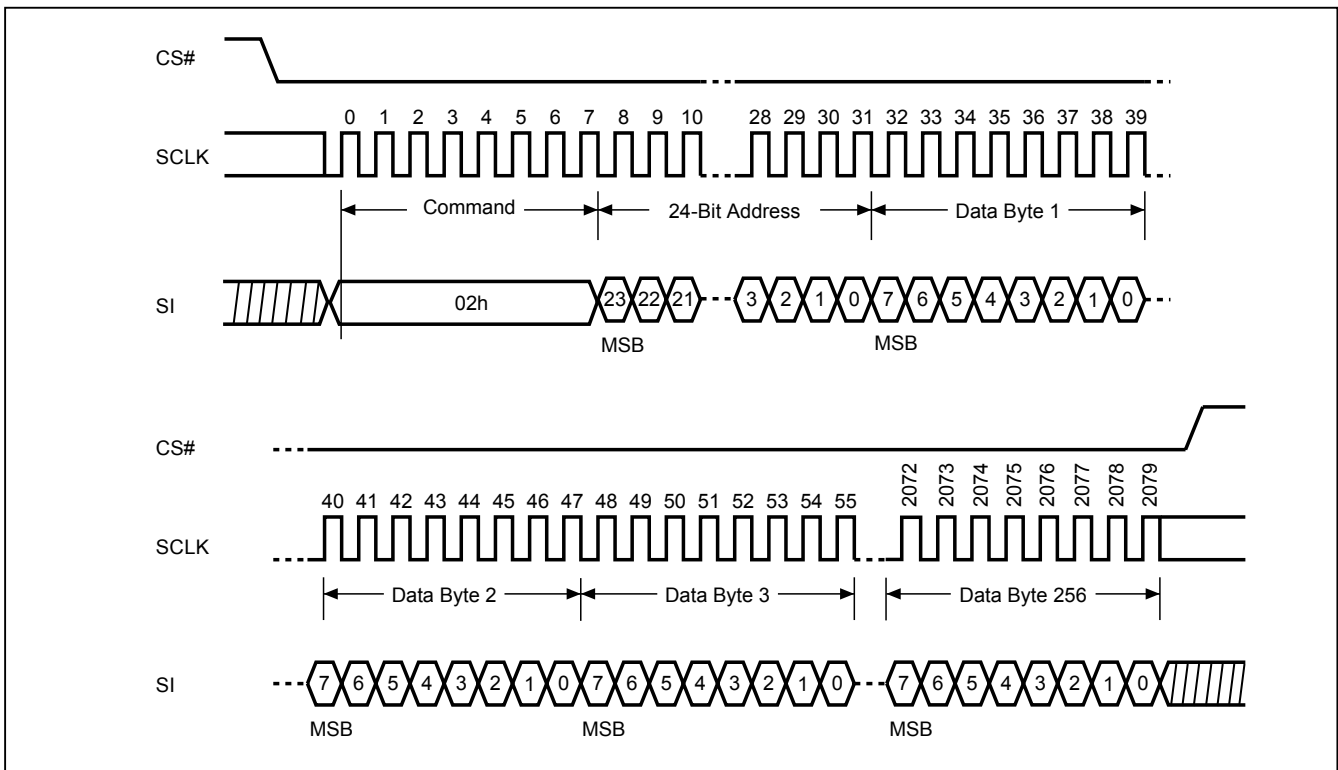 CS#
0 1 2 3 4 5 6 7 8 9 10 28 29 30 31 32 33 34 35 36 37 38 39
SCLK
Command 24-Bit Address Data Byte 1
SI 02h 23 22 21 3 2 1 0 7 6 5 4 3 2 1 0
MSB MSB
CS#
2072 2073 2074 2075 2076 2077 2078 2079
40 41 42 43 44 45 46 47 48 49 50 51 52 53 54 55
SCLK
Data Byte 2 Data Byte 3 Data Byte 256
SI 7 6 5 4 3 2 1 0 7 6 5 4 3 2 1 0 7 6 5 4 3 2 1 0
MSB MSB MSB